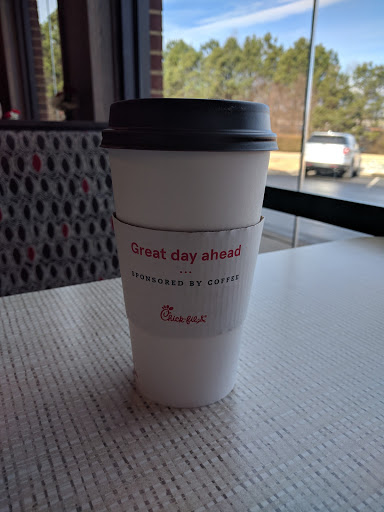 Great day ahead
...
SPONSORED BY COFFEE
Chick-fil-A